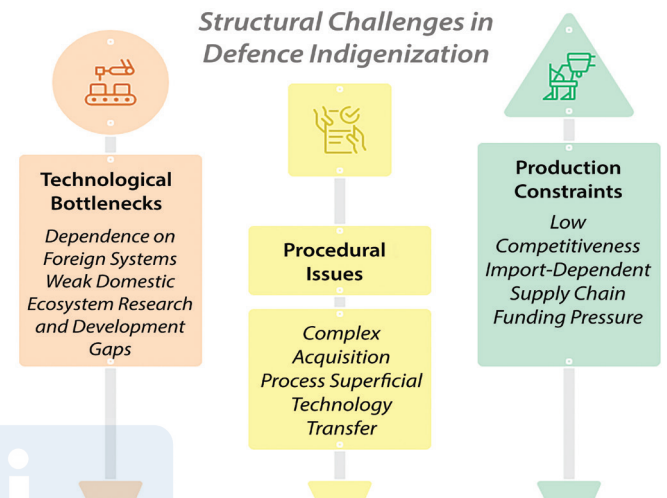 Structural Challenges in
Defence Indigenization
Technological
Bottlenecks
Dependence on
Foreign Systems
Weak Domestic
Ecosystem Research
and Development
Gaps
Procedural
Issues
Complex
Acquisition
Process Superficial
Technology
Transfer
Production
Constraints
Low
Competitiveness
Import-Dependent
Supply Chain
Funding Pressure